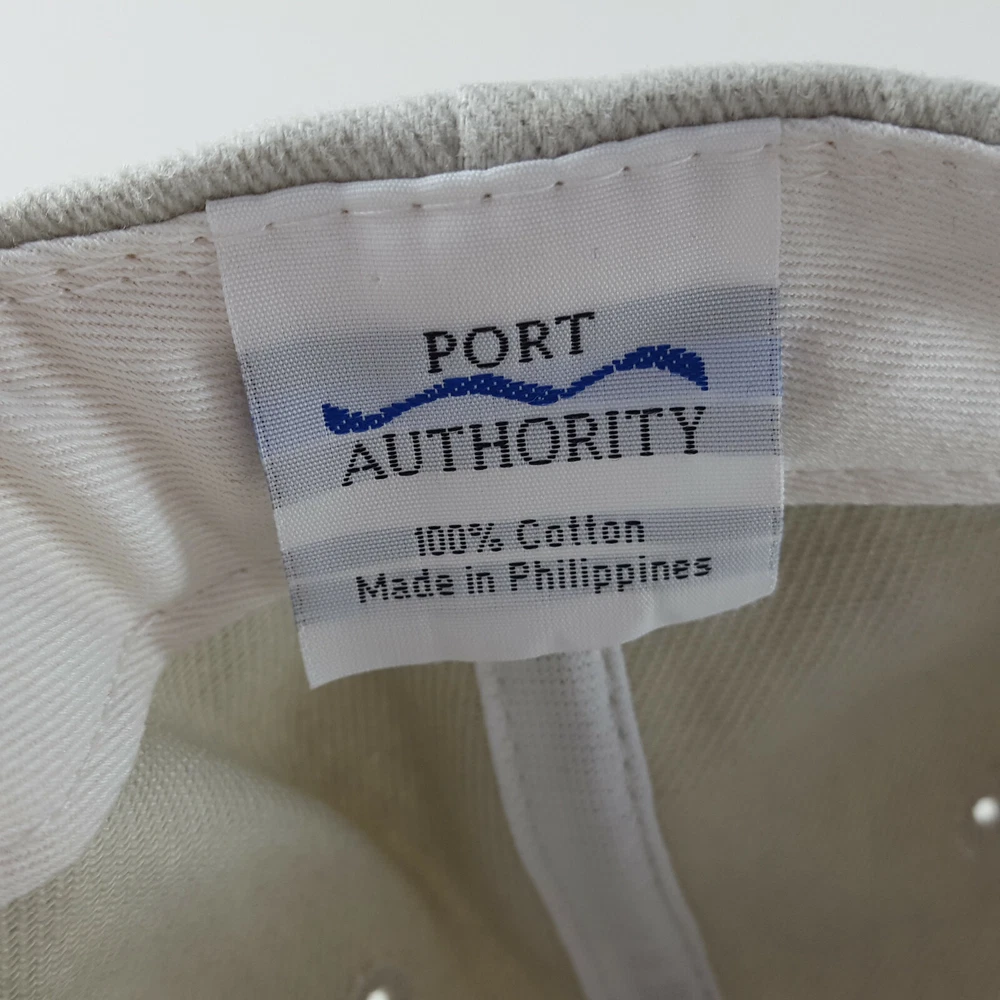 PORT
AUTHORITY
100% Cotton
Made in Philippines